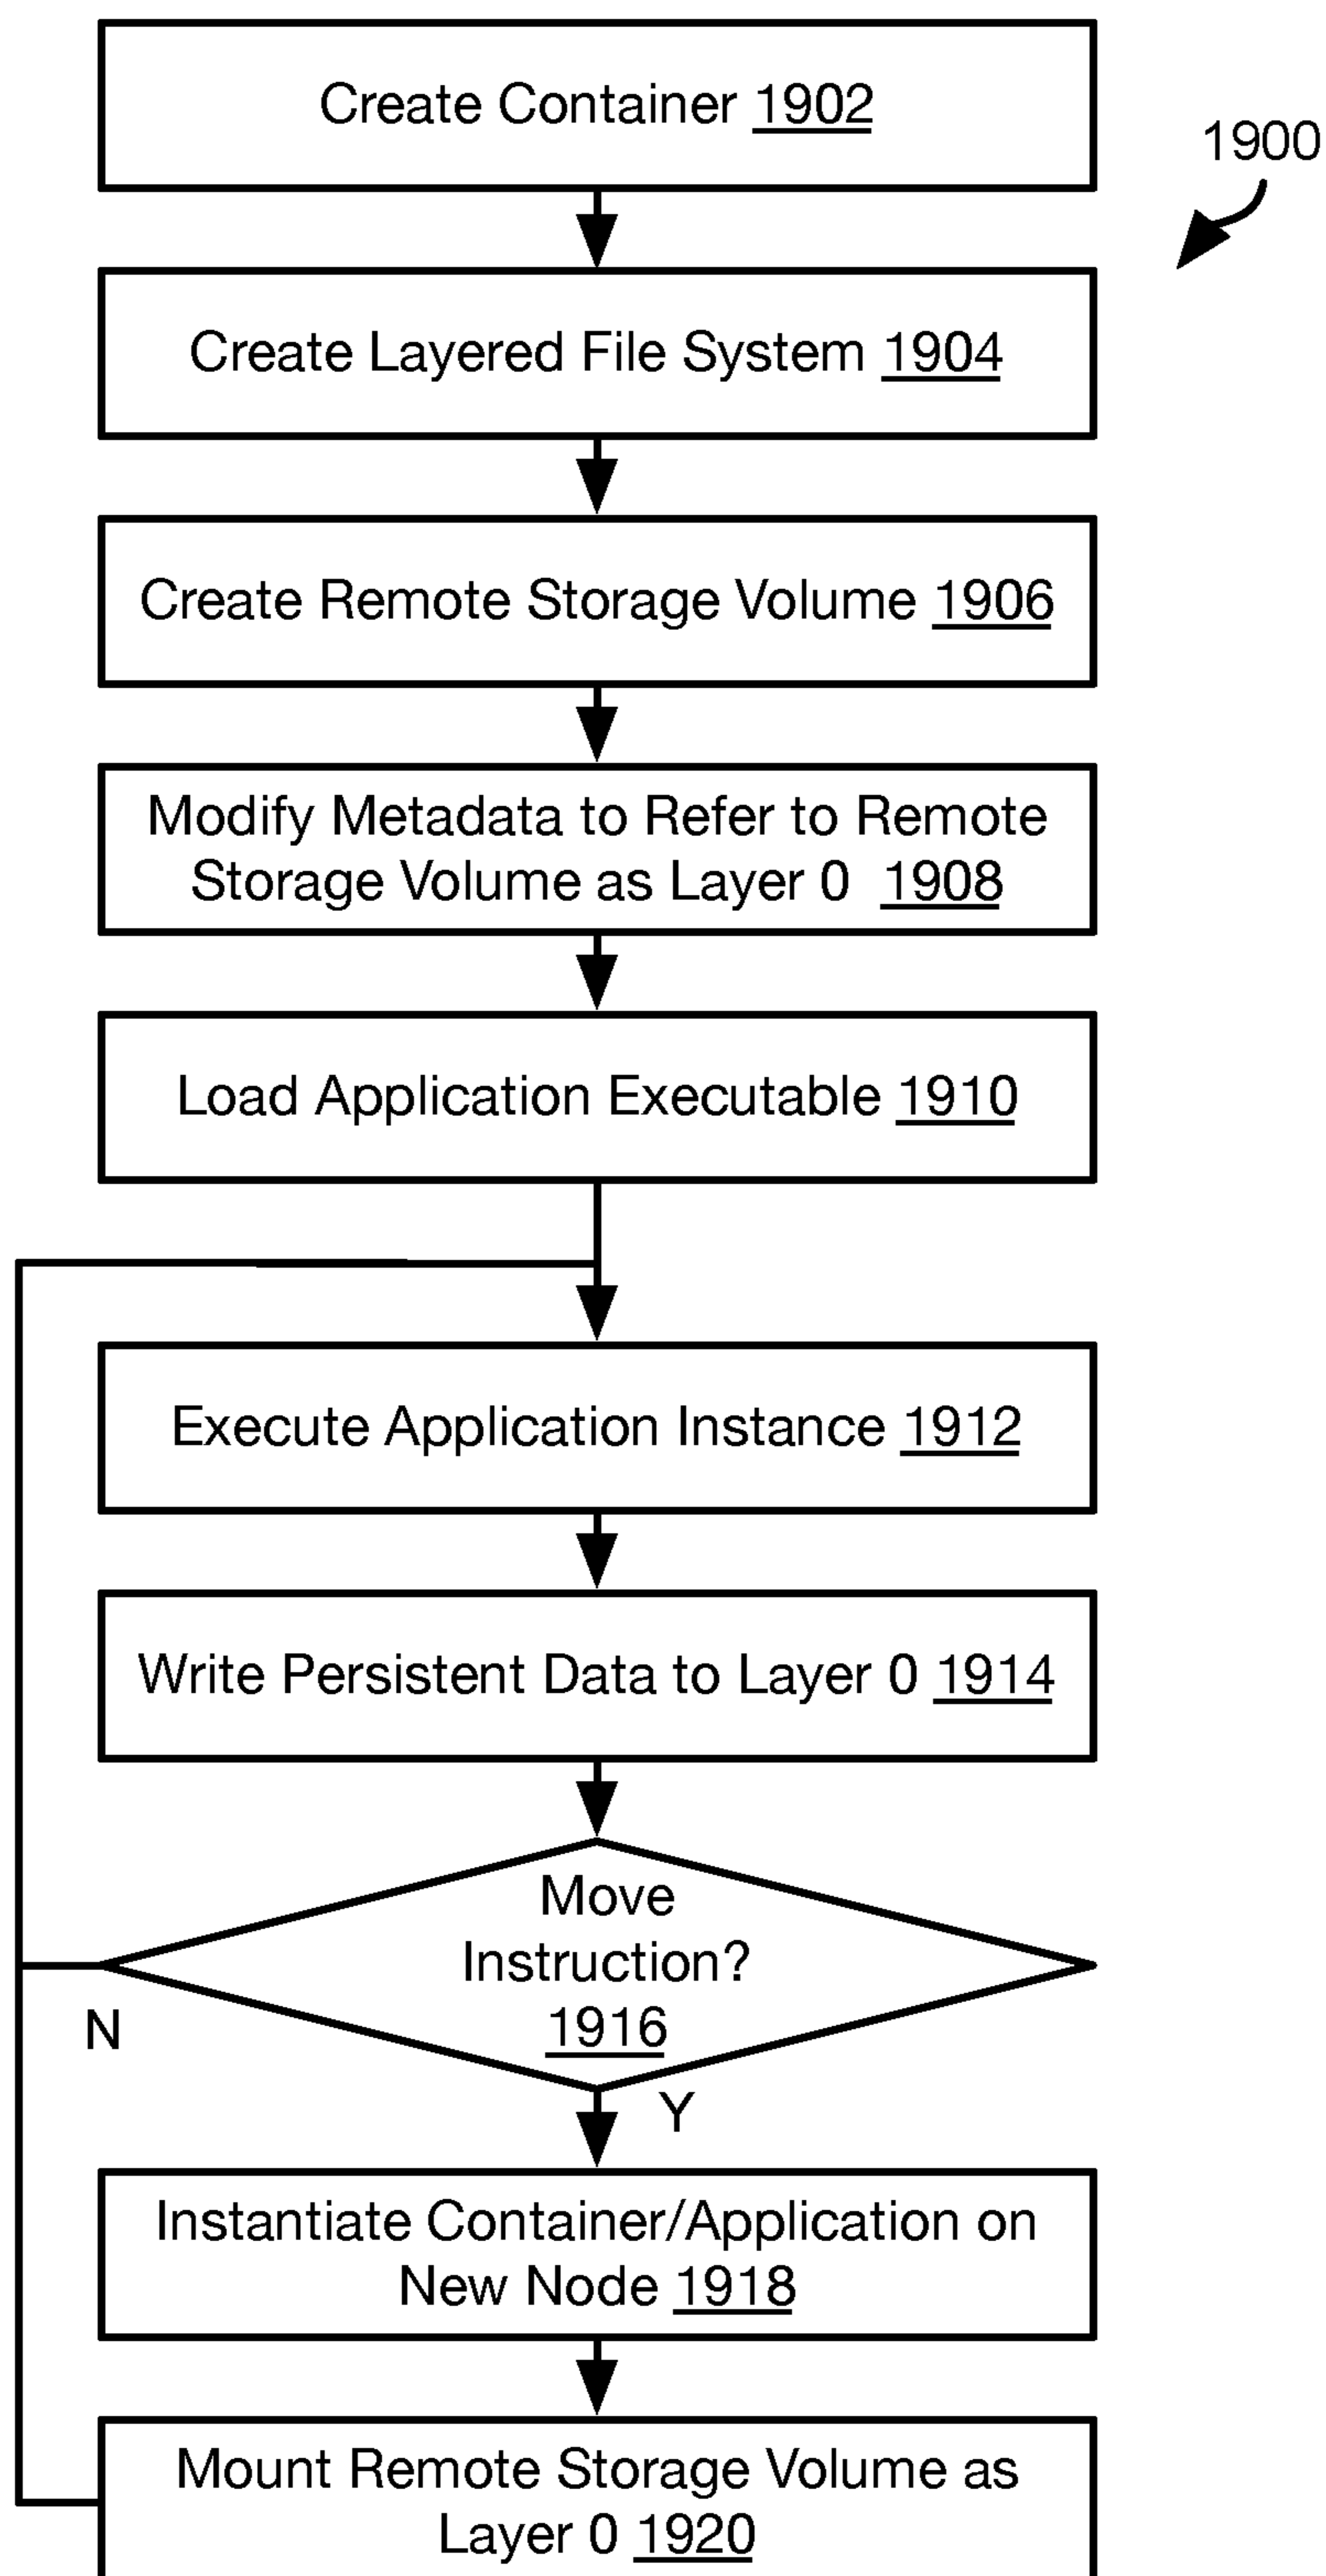 Create Container 1902
1900
Create Layered File System 1904
Create Remote Storage Volume 1906
Modify Metadata to Refer to Remote
Storage Volume as Layer 0 1908
Load Application Executable 1910
Execute Application Instance 1912
Write Persistent Data to Layer 0 1914
Move
Instruction?
1916
N
Y
Instantiate Container/Application on
New Node 1918
Mount Remote Storage Volume as
Layer 0 1920